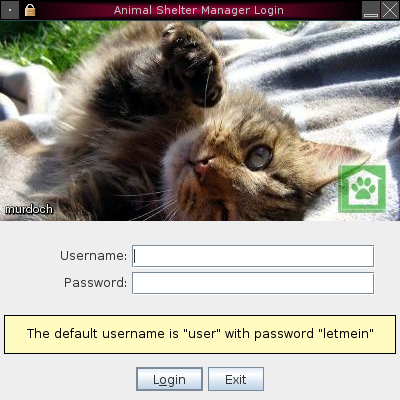 Animal Shelter Manager Login
murdoch
Username:
Password:
The default username is "user" with password "letmein"
Login Exit